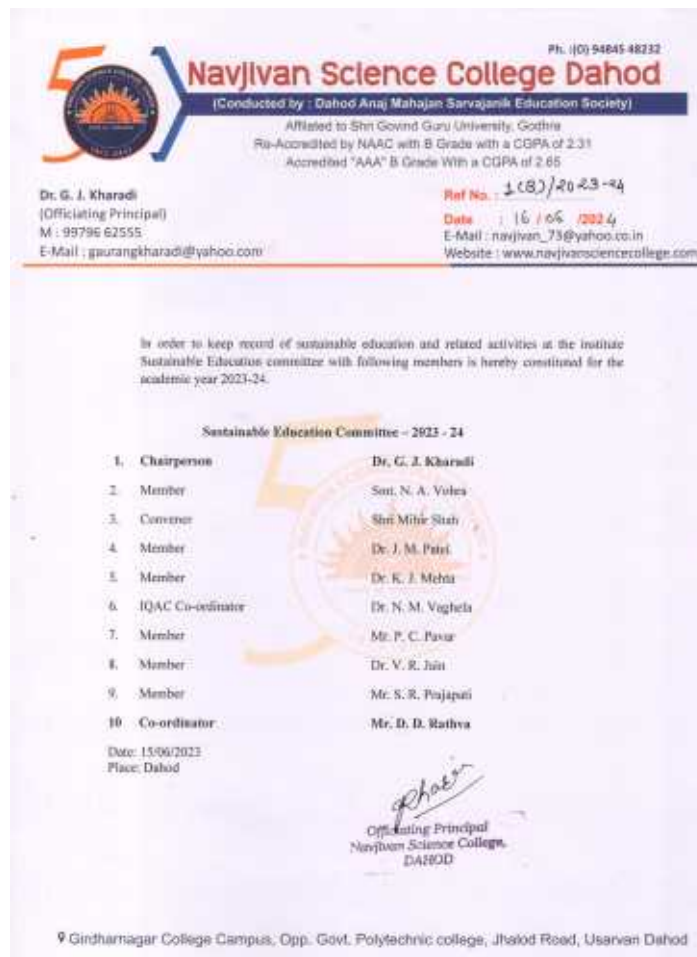 Ph. :(O) 94845 48232
Navjivan Science College Dahod
(Conducted by : Dahod Anaj Mahajan Sarvajanik Education Society)
Affiliated to Shri Govind Guru University, Godhra
Re-Accredited by NAAC with B Grade with a CGPA of 2.31
Accredited "AAA" B Grade With a CGPA of 2.65
Dr. G. J. Kharadi
(Officiating Principal)
M : 99796 62555
E-Mail : gaurangkharadi@yahoo.com
Ref No. : 1(B)/2023-24
Date : 16 / 06 /2024
E-Mail : navjivan_73@yahoo.co.in
Website : www.navjivansciencecollege.com
In order to keep record of sustainable education and related activities at the institute
Sustainable Education committee with following members is hereby constituted for the
academic year 2023-24.
Sustainable Education Committee – 2023 - 24
1. Chairperson Dr. G. J. Kharadi
2. Member Smt. N. A. Vohra
3. Convener Shri Mihir Shah
4. Member Dr. J. M. Patel
5. Member Dr. K. J. Mehta
6. IQAC Co-ordinator Dr. N. M. Vaghela
7. Member Mr. P. C. Pavar
8. Member Dr. V. R. Jain
9. Member Mr. S. R. Prajapati
10 Co-ordinator Mr. D. D. Rathva
Date: 15/06/2023
Place: Dahod
Officiating Principal
Navjivan Science College,
DAHOD
Girdharnagar College Campus, Opp. Govt. Polytechnic college, Jhalod Road, Usarvan Dahod